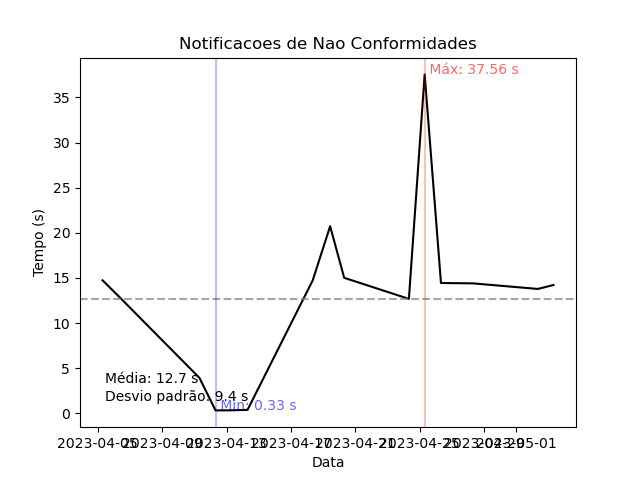 Notificacoes de Nao Conformidades
Máx: 37.56 s
35
30
25
20
15
10
5
0
Tempo (s)
Média: 12.7 s
Desvio padrão: 9.4 s
Min: 0.33 s
2023-04-05 2023-04-09 2023-04-13 2023-04-17 2023-04-21 2023-04-25 2023-04-29 2023-05-01
Data